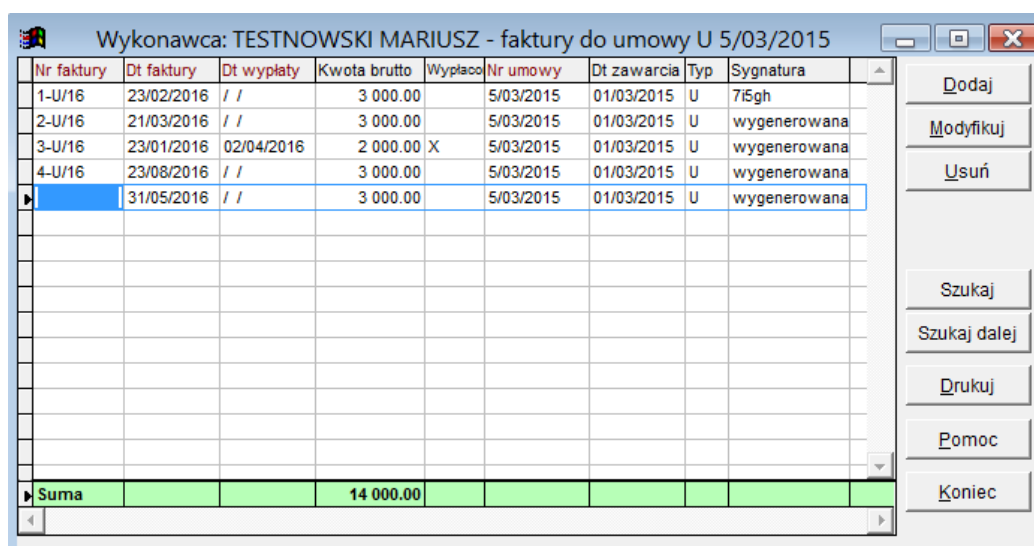 Wykonawca: TESTNOWSKI MARIUSZ - faktury do umowy U 5/03/2015
Nr faktury Dt faktury Dt wypłaty Kwota brutto Wypłaco Nr umowy Dt zawarcia Typ Sygnatura
1-U/16 23/02/2016 / / 3 000.00 5/03/2015 01/03/2015 U 7i5gh
2-U/16 21/03/2016 / / 3 000.00 5/03/2015 01/03/2015 U wygenerowana
3-U/16 23/01/2016 02/04/2016 2 000.00 X 5/03/2015 01/03/2015 U wygenerowana
4-U/16 23/08/2016 / / 3 000.00 5/03/2015 01/03/2015 U wygenerowana
31/05/2016 / / 3 000.00 5/03/2015 01/03/2015 U wygenerowana
Suma 14 000.00
Dodaj
Modyfikuj
Usuń
Szukaj
Szukaj dalej
Drukuj
Pomoc
Koniec